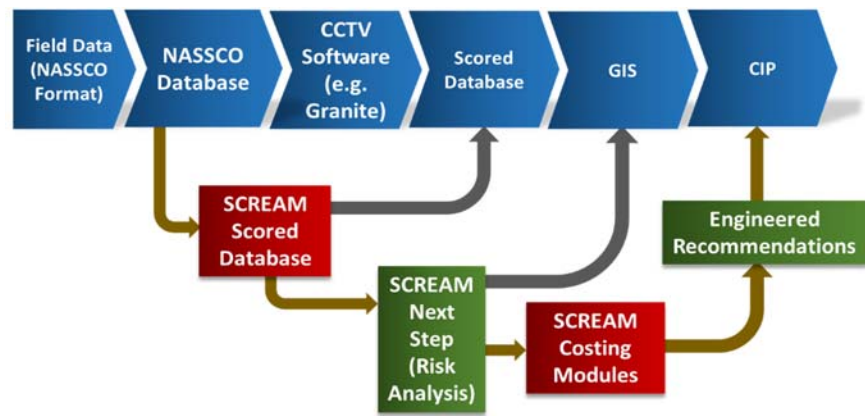 Field Data
(NASSCO
Format)
NASSCO
Database
CCTV
Software
(e.g.
Granite)
Scored
Database
GIS
CIP
SCREAM
Scored
Database
Engineered
Recommendations
SCREAM
Next
Step
(Risk
Analysis)
SCREAM
Costing
Modules